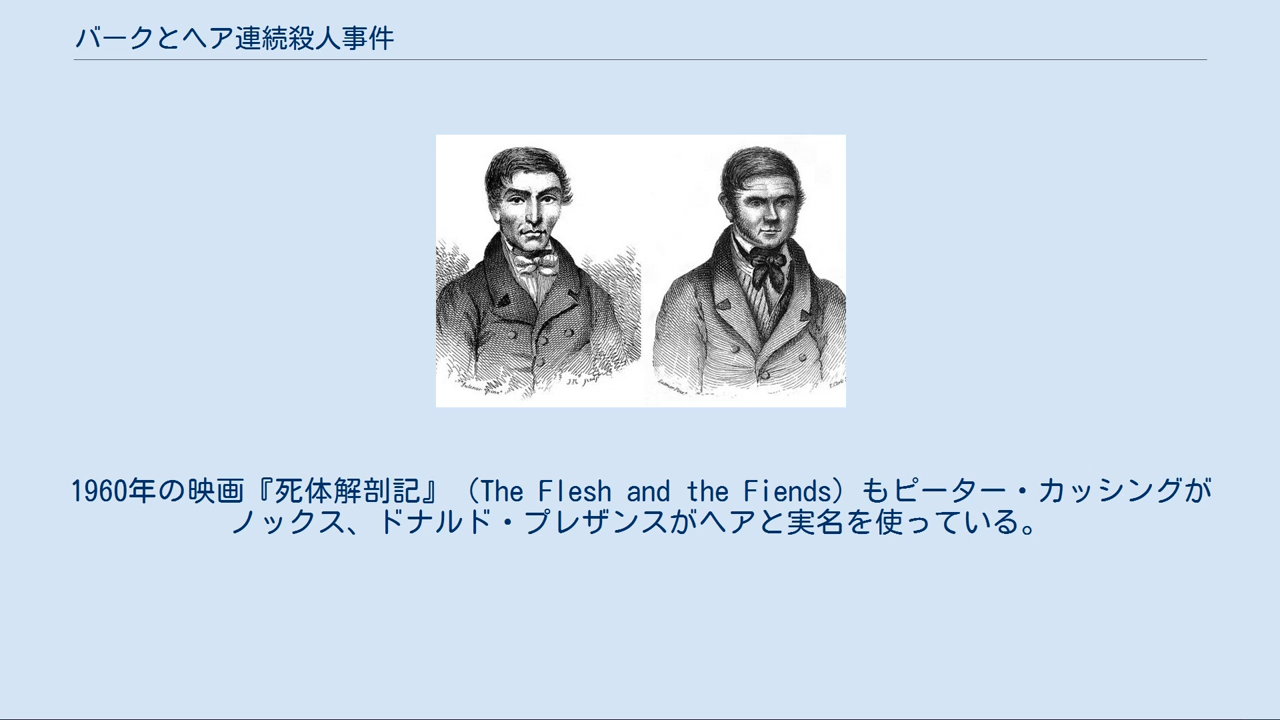 バークとヘア連続殺人事件
1960年の映画『死体解剖記』（The Flesh and the Fiends）もピーター・カッシングが
ノックス、ドナルド・プレザンスがヘアと実名を使っている。